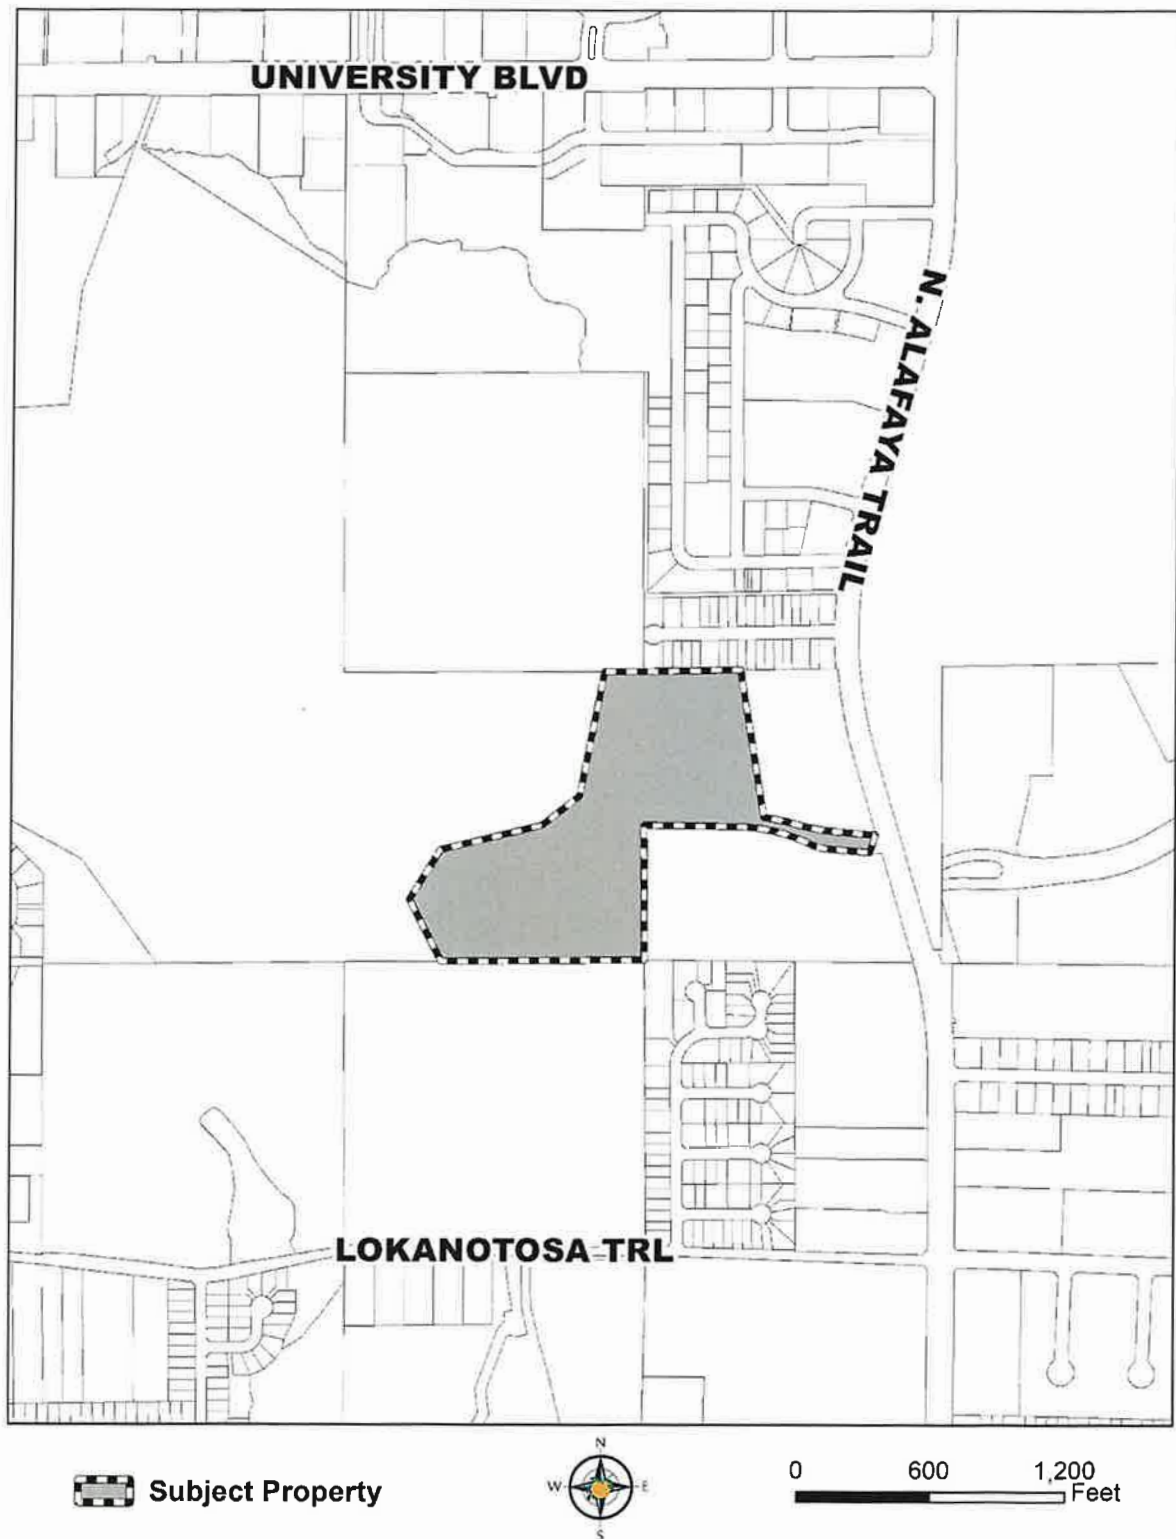 UNIVERSITY BLVD
N. ALAFAYA TRAIL
LOKANOTOSA TRL
Subject Property
N
W
E
S
0 600 1,200
Feet